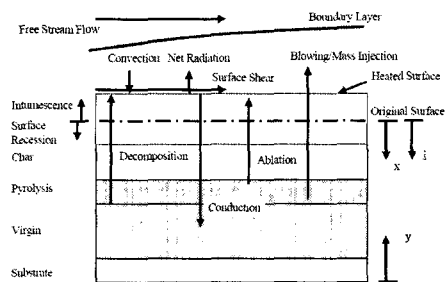 Boundary Layer
Free Stream Flow
Convection
Net Radiation
Blowing/Mass Injection
Surface Shear
Heated Surface
Intumescence
Original Surface
Surface
Recession
Char
Decomposition
Ablation
x
i
Pyrolysis
Conduction
Virgin
y
Substrate